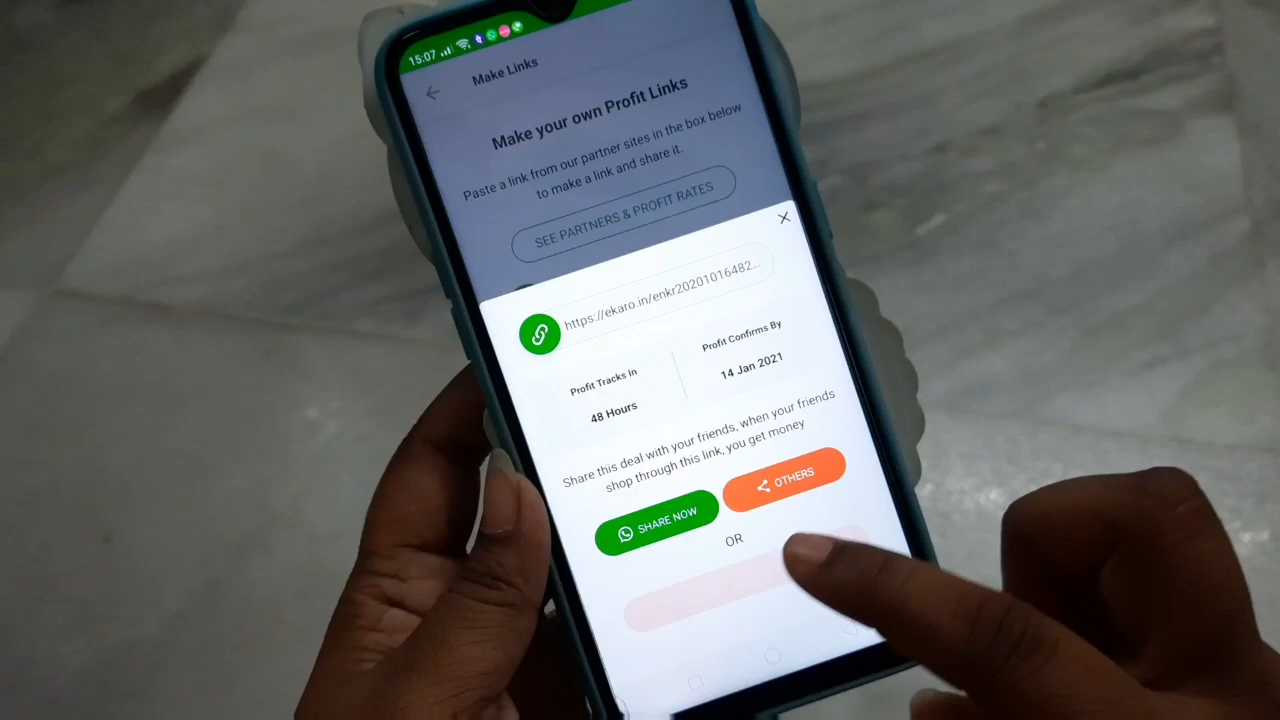 15:07
Make Links
Make your own Profit Links
Paste a link from our partner sites in the box below
to make a link and share it.
SEE PARTNERS & PROFIT RATES
https://ekaro.in/enkr20201016482...
Profit Tracks In
48 Hours
Profit Confirms By
14 Jan 2021
Share this deal with your friends, when your friends
shop through this link, you get money
SHARE NOW
OTHERS
OR